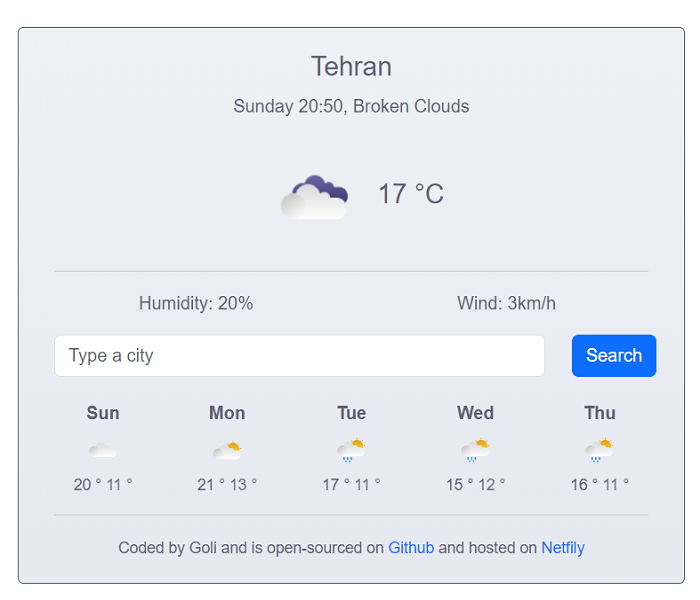 Tehran
Sunday 20:50, Broken Clouds
17 °C
Humidity: 20% Wind: 3km/h
Type a city Search
Sun Mon Tue Wed Thu
20 ° 11 ° 21 ° 13 ° 17 ° 11 ° 15 ° 12 ° 16 ° 11 °
Coded by Goli and is open-sourced on Github and hosted on Netfily